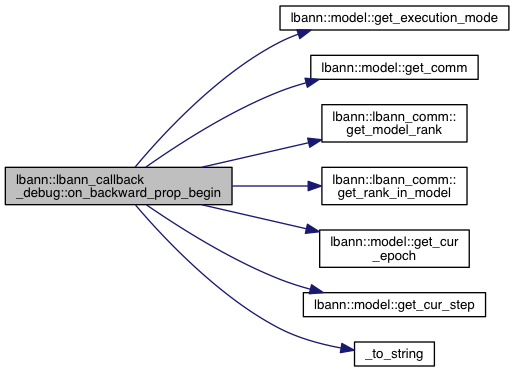 lbann::model::get_execution_mode
lbann::model::get_comm
lbann::lbann_comm::
get_model_rank
lbann::lbann_callback
_debug::on_backward_prop_begin
lbann::lbann_comm::
get_rank_in_model
lbann::model::get_cur
_epoch
lbann::model::get_cur_step
_to_string